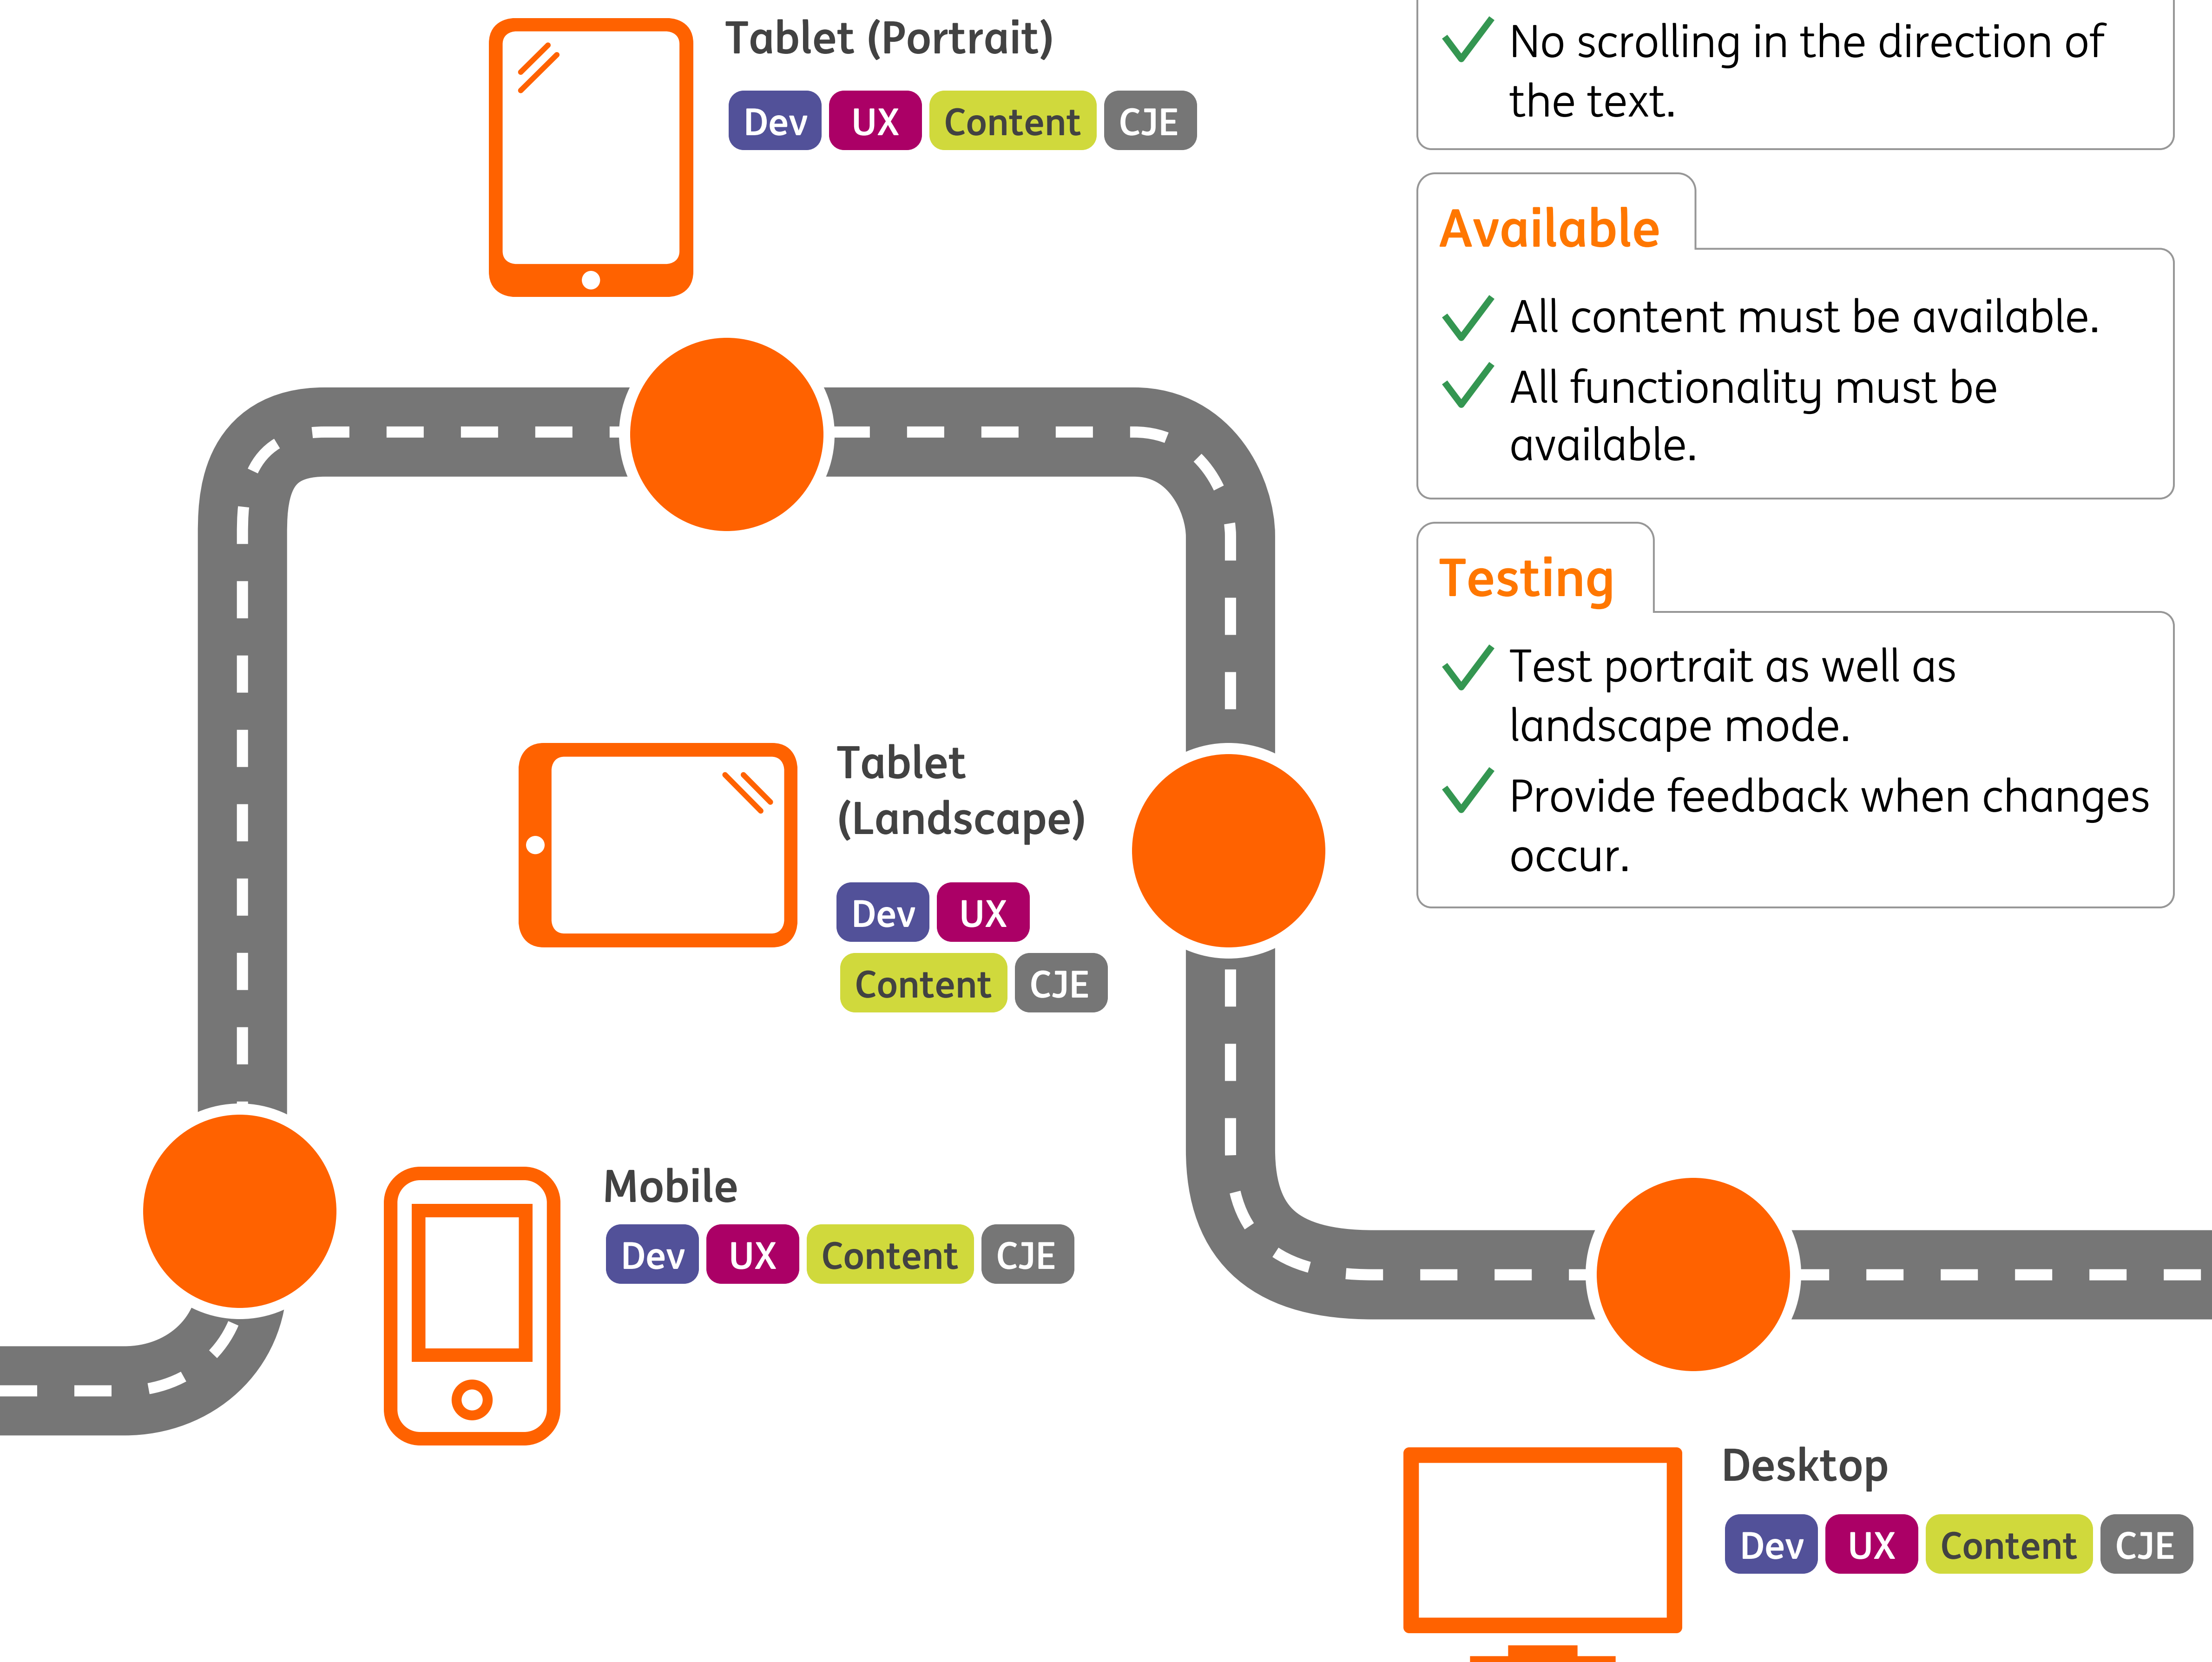 Tablet (Portrait)
Dev UX Content CJE
No scrolling in the direction of
the text.
Available
All content must be available.
All functionality must be
available.
Testing
Test portrait as well as
landscape mode.
Provide feedback when changes
occur.
Tablet
(Landscape)
Dev UX
Content CJE
Mobile
Dev UX Content CJE
Desktop
Dev UX Content CJE